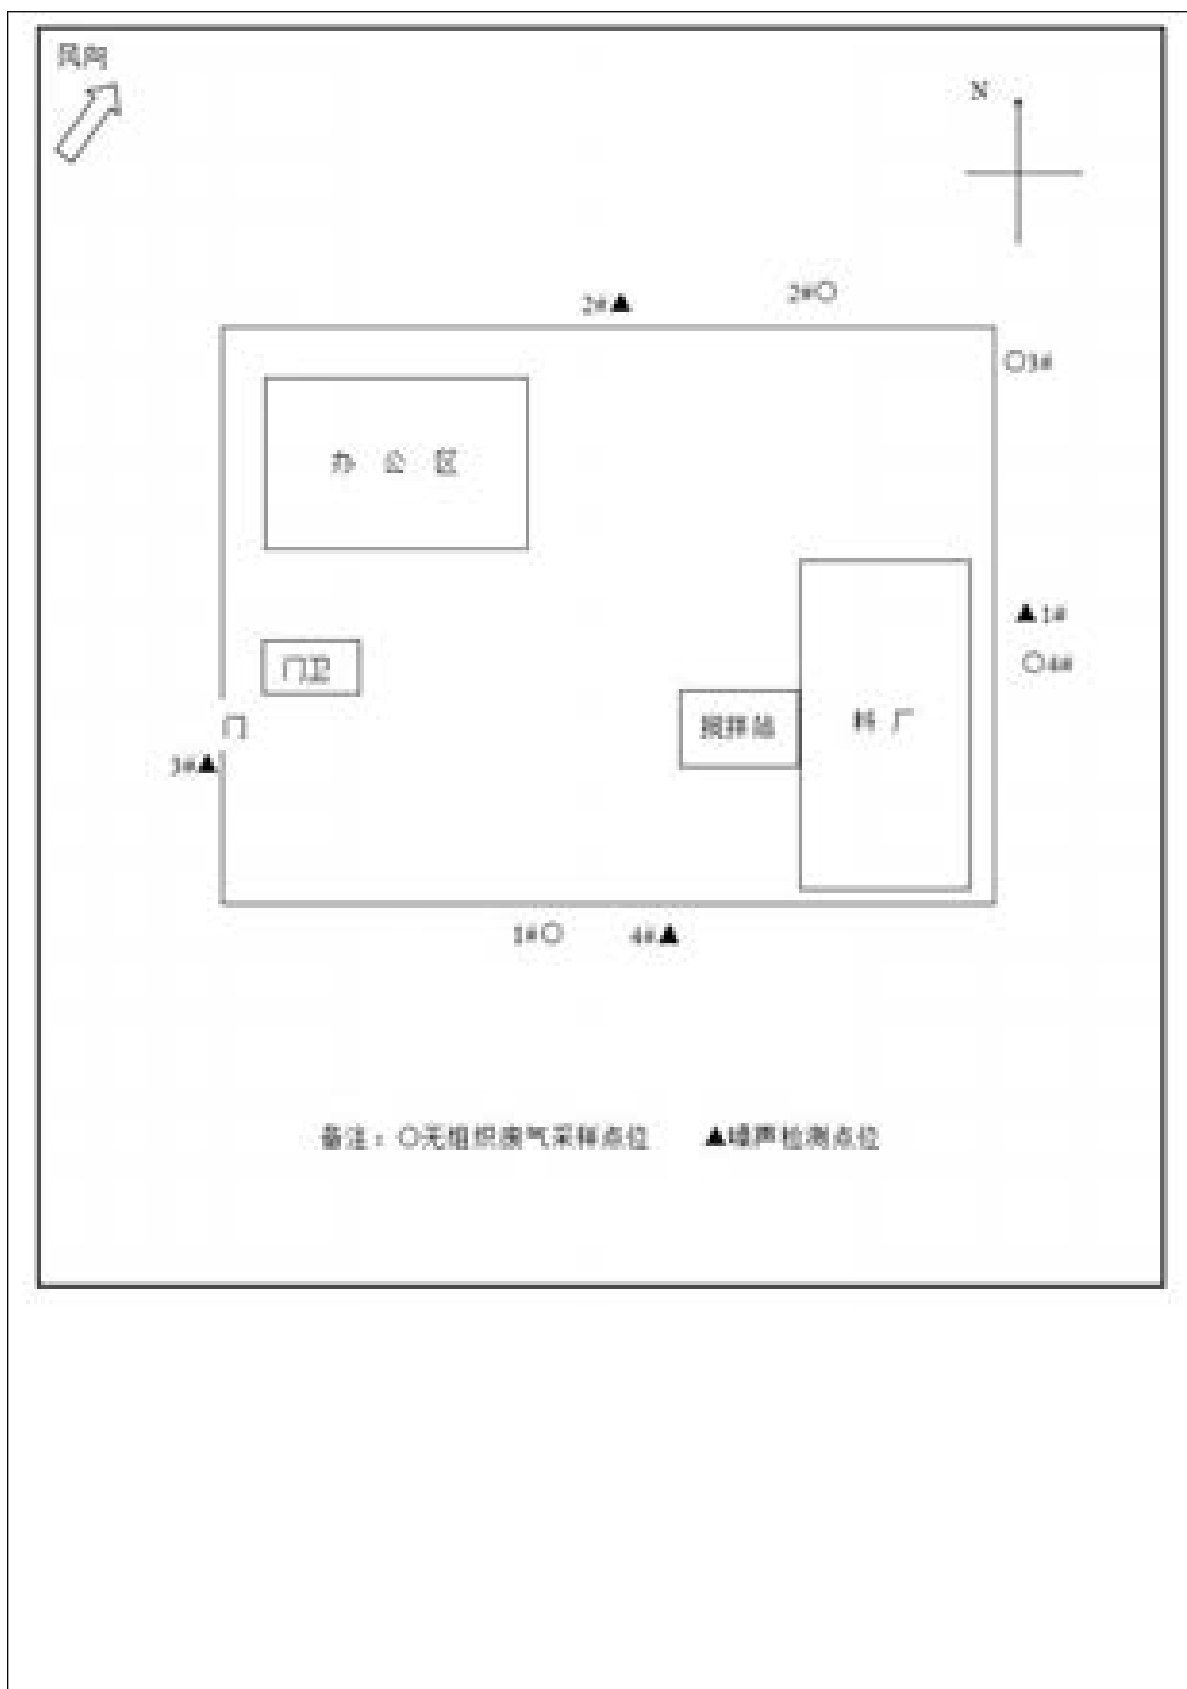 风向
N
2#▲
2#○
○3#
办 公 区
▲1#
门卫
○4#
搅拌站
料 厂
门
3#▲
1#○
4#▲
备注：○无组织废气采样点位 ▲噪声检测点位